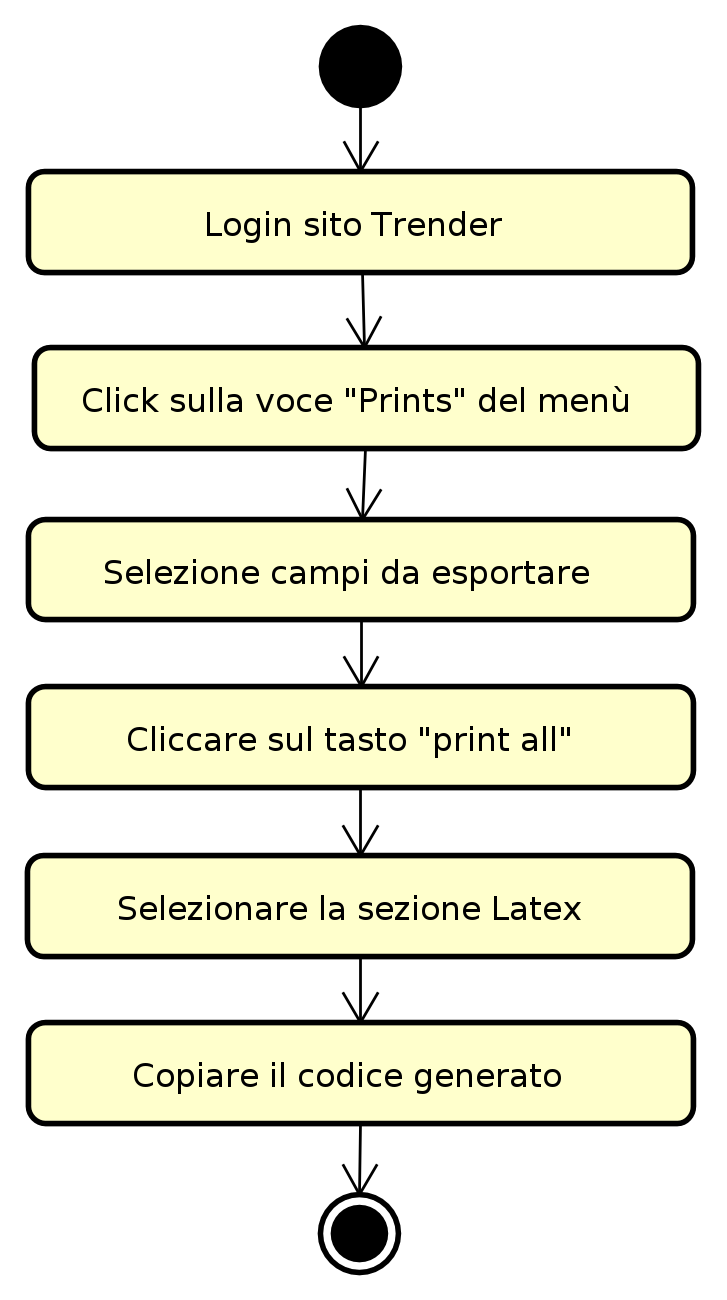 Login sito Trender
Click sulla voce "Prints" del menù
Selezione campi da esportare
Cliccare sul tasto "print all"
Selezionare la sezione Latex
Copiare il codice generato